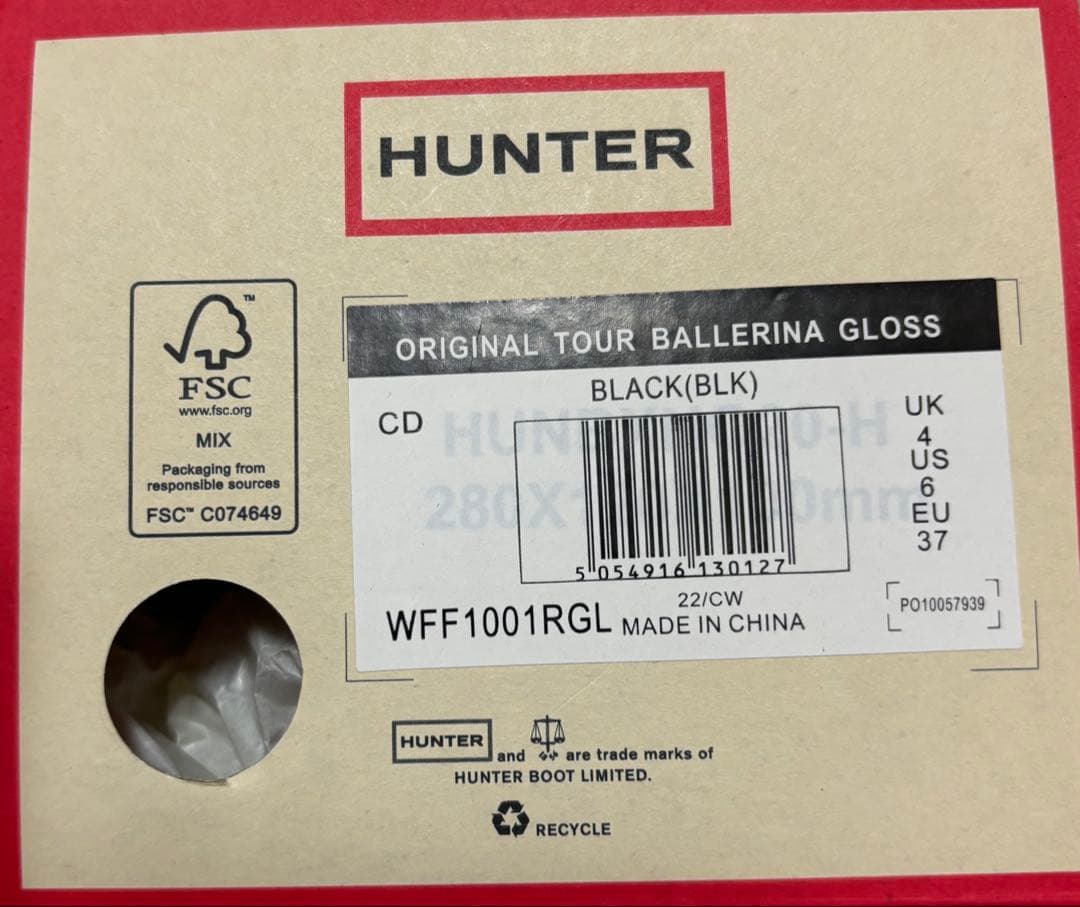 HUNTER
™
FSC
www.fsc.org
MIX
Packaging from
responsible sources
FSC™ C074649
ORIGINAL TOUR BALLERINA GLOSS
BLACK(BLK)
CD
UK
4
US
6
EU
37
5 054916 130127
22/CW
WFF1001RGL MADE IN CHINA
PO10057939
HUNTER and are trade marks of
HUNTER BOOT LIMITED.
RECYCLE